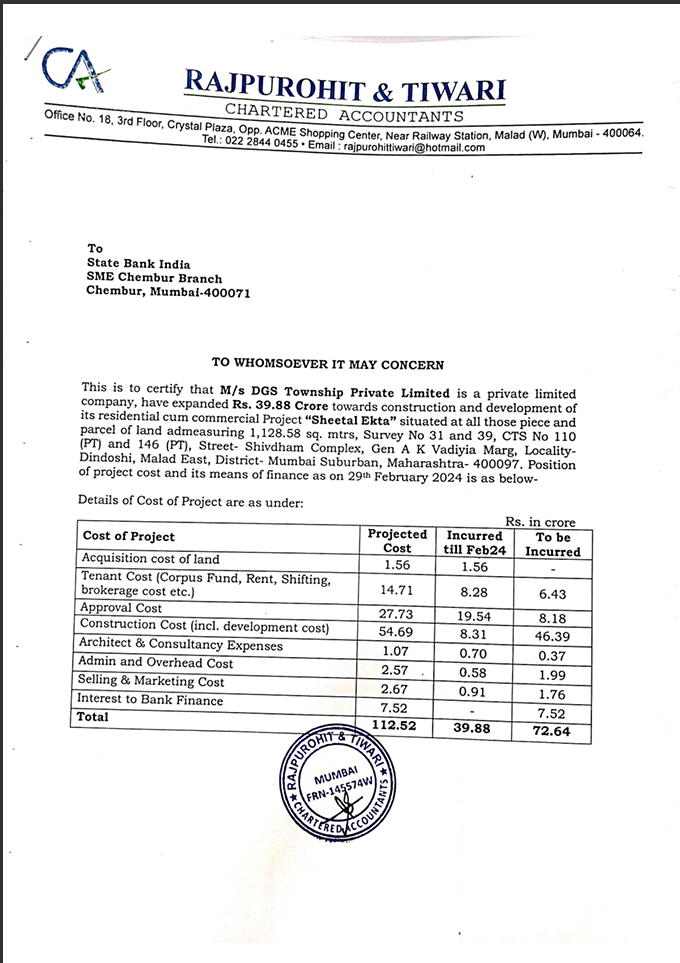 CA
RAJPUROHIT & TIWARI
CHARTERED ACCOUNTANTS
Office No. 18, 3rd Floor, Crystal Plaza, Opp. ACME Shopping Center, Near Railway Station, Malad (W), Mumbai - 400064.
Tel.: 022 2844 0455 • Email : rajpurohittiwari@hotmail.com
To
State Bank India
SME Chembur Branch
Chembur, Mumbai-400071
TO WHOMSOEVER IT MAY CONCERN
This is to certify that M/s DGS Township Private Limited is a private limited
company, have expanded Rs. 39.88 Crore towards construction and development of
its residential cum commercial Project “Sheetal Ekta” situated at all those piece and
parcel of land admeasuring 1,128.58 sq. mtrs, Survey No 31 and 39, CTS No 110
(PT) and 146 (PT), Street- Shivdham Complex, Gen A K Vadiyia Marg, Locality-
Dindoshi, Malad East, District- Mumbai Suburban, Maharashtra- 400097. Position
of project cost and its means of finance as on 29th February 2024 is as below-
Details of Cost of Project are as under:
Rs. in crore
Cost of Project Projected Cost Incurred till Feb24 To be Incurred
Acquisition cost of land 1.56 1.56 -
Tenant Cost (Corpus Fund, Rent, Shifting,
brokerage cost etc.) 14.71 8.28 6.43
Approval Cost 27.73 19.54 8.18
Construction Cost (incl. development cost) 54.69 8.31 46.39
Architect & Consultancy Expenses 1.07 0.70 0.37
Admin and Overhead Cost 2.57 0.58 1.99
Selling & Marketing Cost 2.67 0.91 1.76
Interest to Bank Finance 7.52 - 7.52
Total 112.52 39.88 72.64
RAJPUROHIT & TIWARI
MUMBAI
FRN-145574W
CHARTERED ACCOUNTANTS